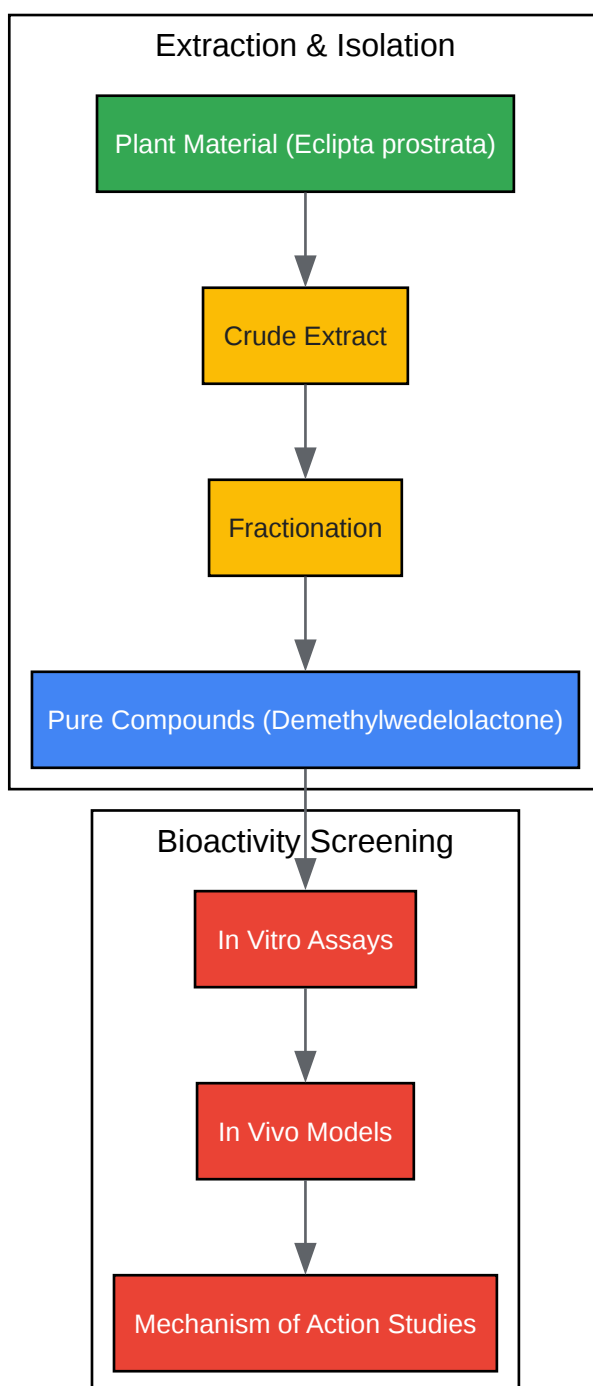 Extraction & Isolation
Plant Material (Eclipta prostrata)
Crude Extract
Fractionation
Pure Compounds (Demethylwedelolactone)
Bioactivity Screening
In Vitro Assays
In Vivo Models
Mechanism of Action Studies